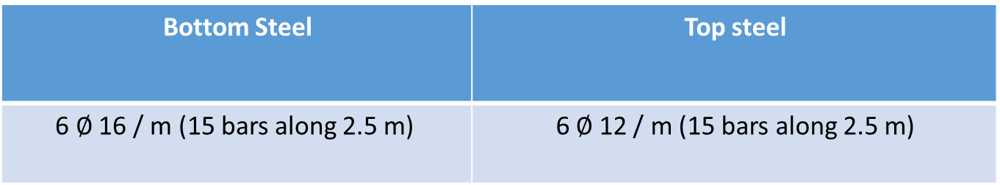 Bottom Steel
Top steel
6 Ø 16 / m (15 bars along 2.5 m)
6 Ø 12 / m (15 bars along 2.5 m)